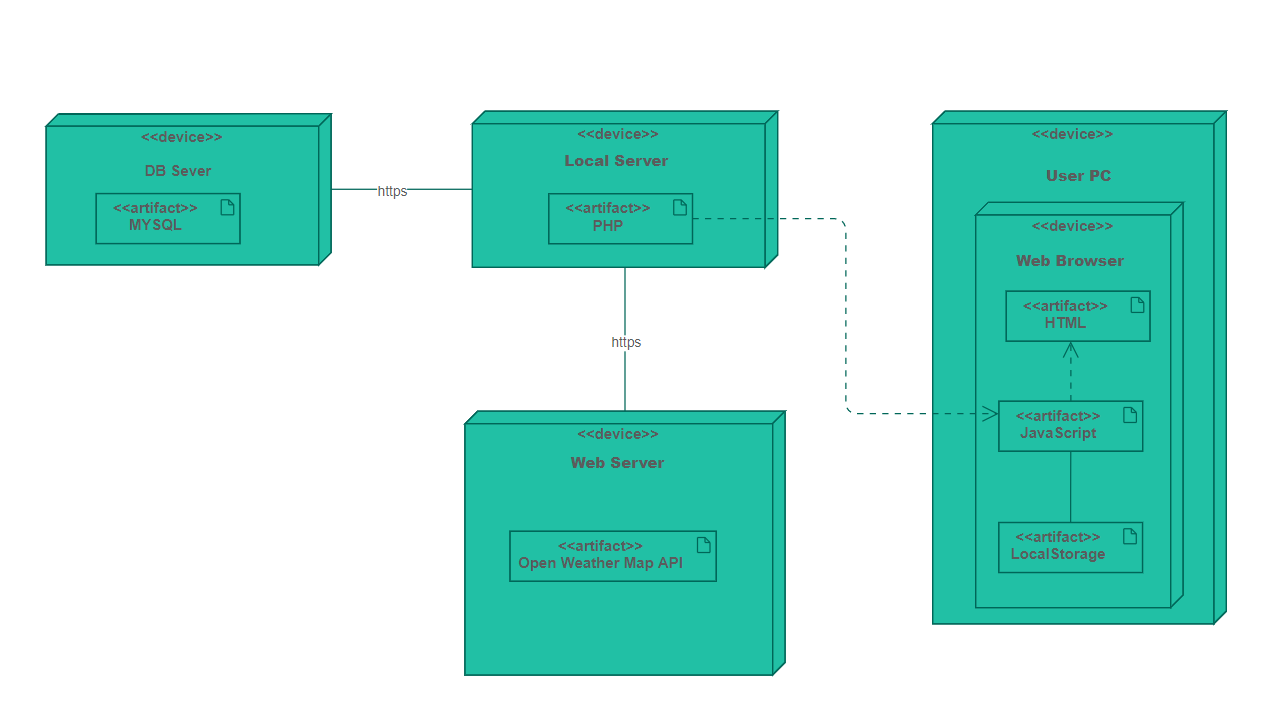 <<device>>
DB Sever
<<artifact>>
MYSQL
https
<<device>>
Local Server
<<artifact>>
PHP
https
<<device>>
Web Server
<<artifact>>
Open Weather Map API
<<device>>
User PC
<<device>>
Web Browser
<<artifact>>
HTML
<<artifact>>
JavaScript
<<artifact>>
LocalStorage